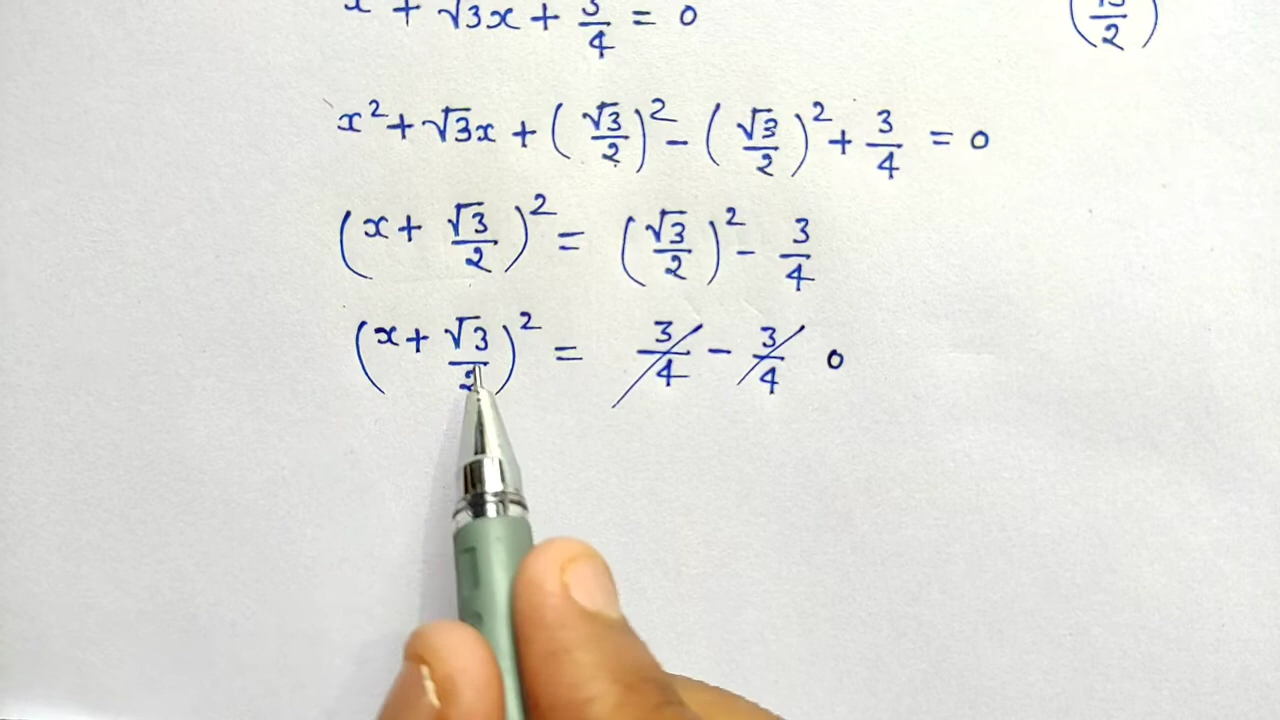 x + √3x + 3/4 = 0
(√3/2)
x² + √3x + (√3/2)² - (√3/2)² + 3/4 = 0
(x + √3/2)² = (√3/2)² - 3/4
(x + √3/2)² = 3/4 - 3/4 0